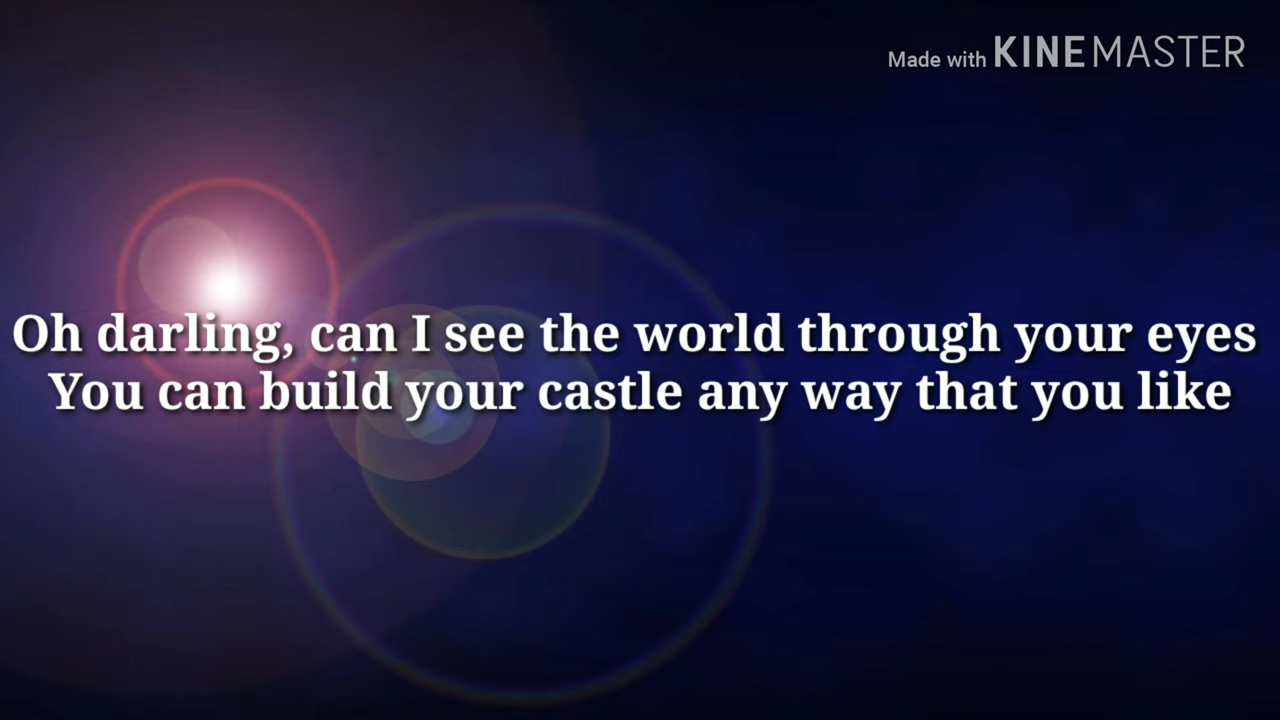 Made with KINEMASTER
Oh darling, can I see the world through your eyes
You can build your castle any way that you like